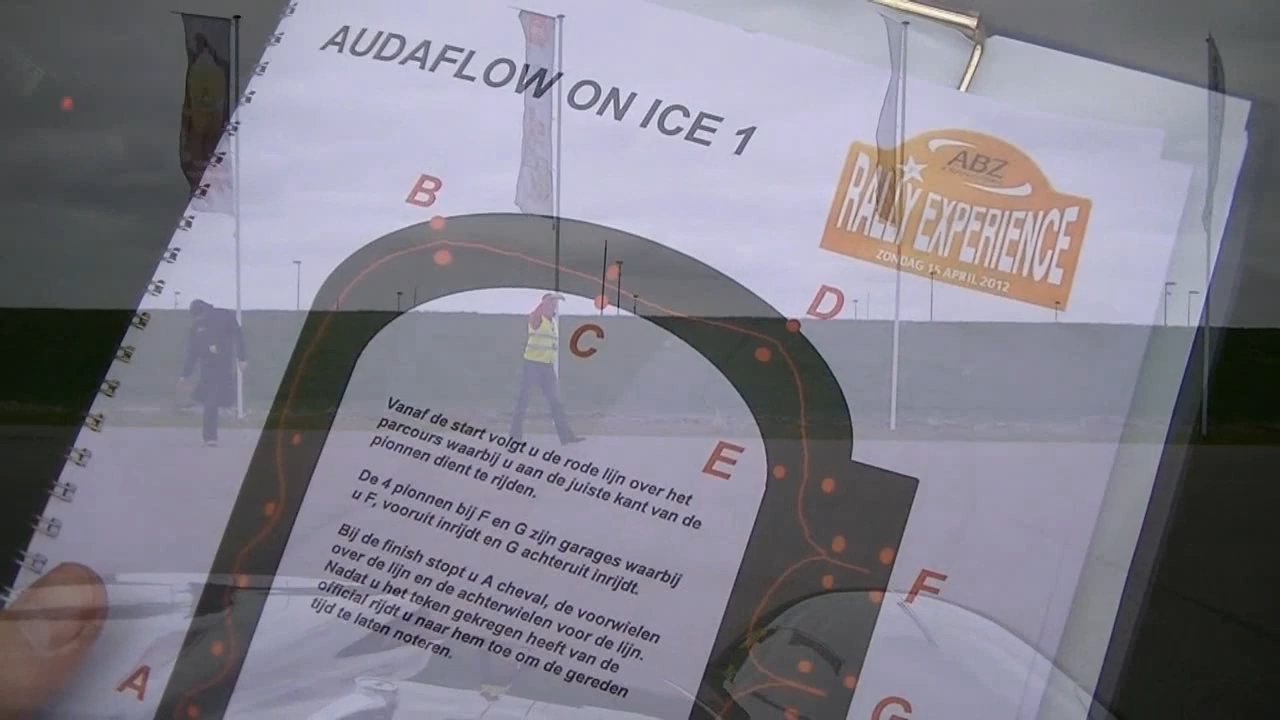 AUDAFLOW ON ICE 1
ABZ
RALLY EXPERIENCE
ZONDAG 15 APRIL 2012
B
D
C
E
Vanaf de start volgt u de rode lijn over het
parcours waarbij u aan de juiste kant van de
pionnen dient te rijden.
De 4 pionnen bij F en G zijn garages waarbij
u F, vooruit inrijdt en G achteruit inrijdt.
Bij de finish stopt u A cheval, de voorwielen
over de lijn en de achterwielen voor de lijn.
Nadat u het teken gekregen heeft van de
official rijdt u naar hem toe om de gereden
tijd te laten noteren.
F
A
G